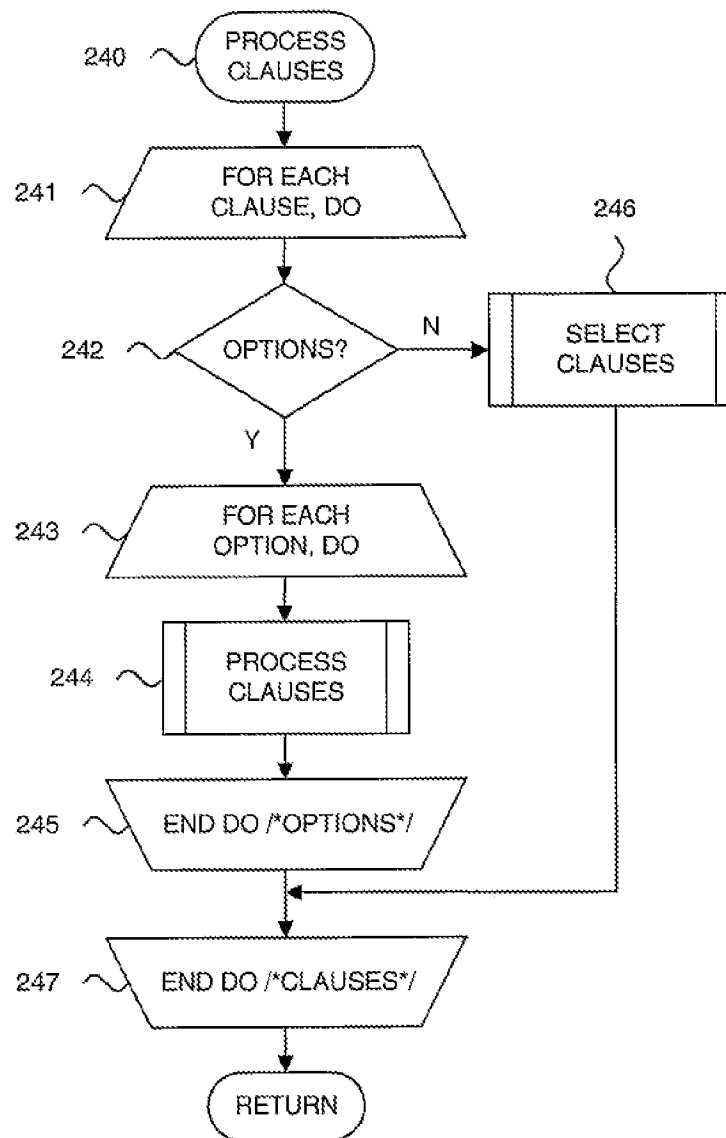 240
PROCESS
CLAUSES
241
FOR EACH
CLAUSE, DO
246
242
OPTIONS?
N
SELECT
CLAUSES
Y
243
FOR EACH
OPTION, DO
244
PROCESS
CLAUSES
245
END DO /*OPTIONS*/
247
END DO /*CLAUSES*/
RETURN